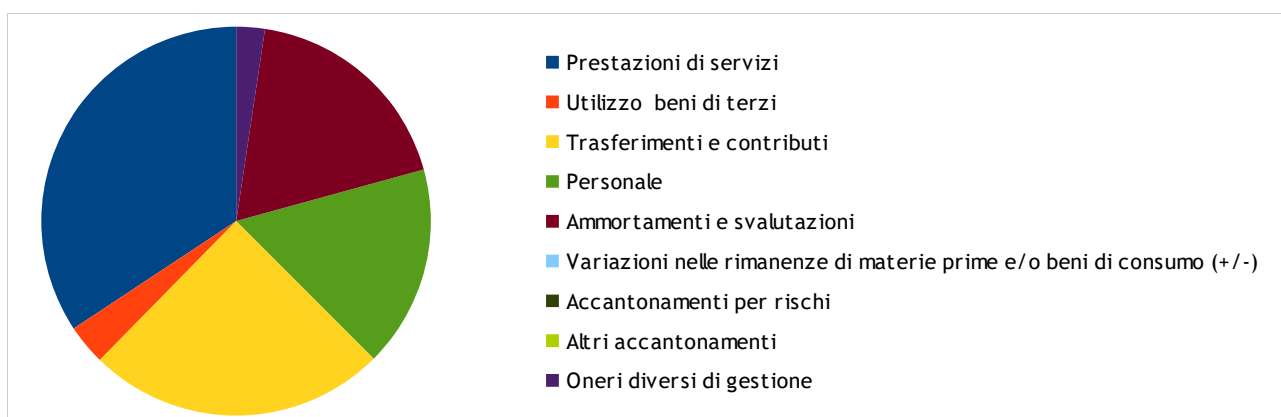 Prestazioni di servizi
Utilizzo beni di terzi
Trasferimenti e contributi
Personale
Ammortamenti e svalutazioni
Variazioni nelle rimanenze di materie prime e/o beni di consumo (+/-)
Accantonamenti per rischi
Altri accantonamenti
Oneri diversi di gestione